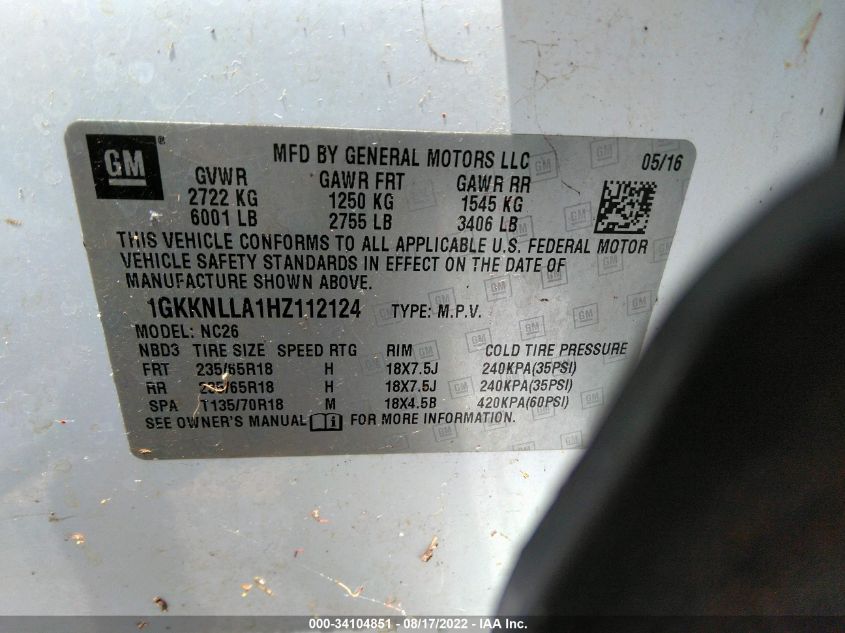 GM ® MFD BY GENERAL MOTORS LLC 05/16
GVWR GAWR FRT GAWR RR
2722 KG 1250 KG 1545 KG
6001 LB 2755 LB 3406 LB
THIS VEHICLE CONFORMS TO ALL APPLICABLE U.S. FEDERAL MOTOR
VEHICLE SAFETY STANDARDS IN EFFECT ON THE DATE OF
MANUFACTURE SHOWN ABOVE.
1GKKNLLA1HZ112124 TYPE: M.P.V.
MODEL: NC26
NBD3 TIRE SIZE SPEED RTG RIM COLD TIRE PRESSURE
FRT 235/65R18 H 18X7.5J 240KPA(35PSI)
RR 235/65R18 H 18X7.5J 240KPA(35PSI)
SPA T135/70R18 M 18X4.5B 420KPA(60PSI)
SEE OWNER'S MANUAL i FOR MORE INFORMATION.
000-34104851 - 08/17/2022 - IAA Inc.